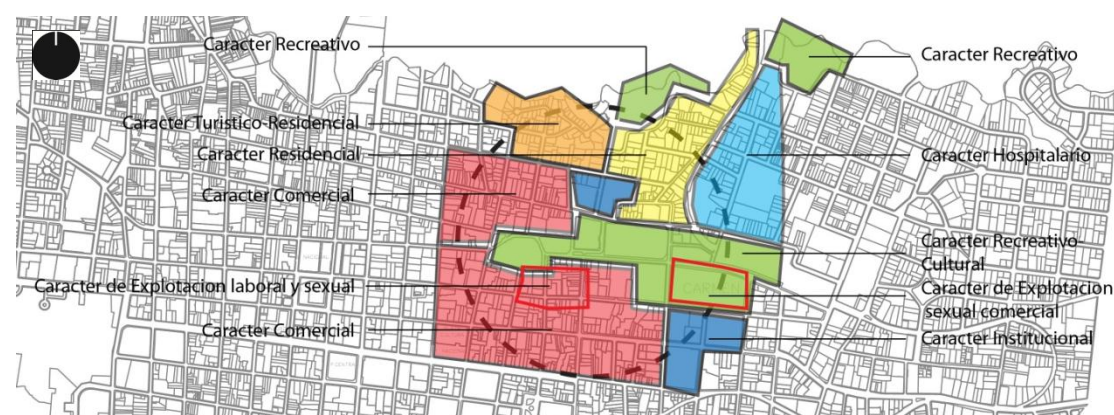 Caracter Recreativo
Caracter Turistico-Residencial
Caracter Residencial
Caracter Comercial
Caracter de Explotacion laboral y sexual
Caracter Comercial
Caracter Recreativo
Caracter Hospitalario
Caracter Recreativo-
Cultural
Caracter de Explotacion
sexual comercial
Caracter Institucional